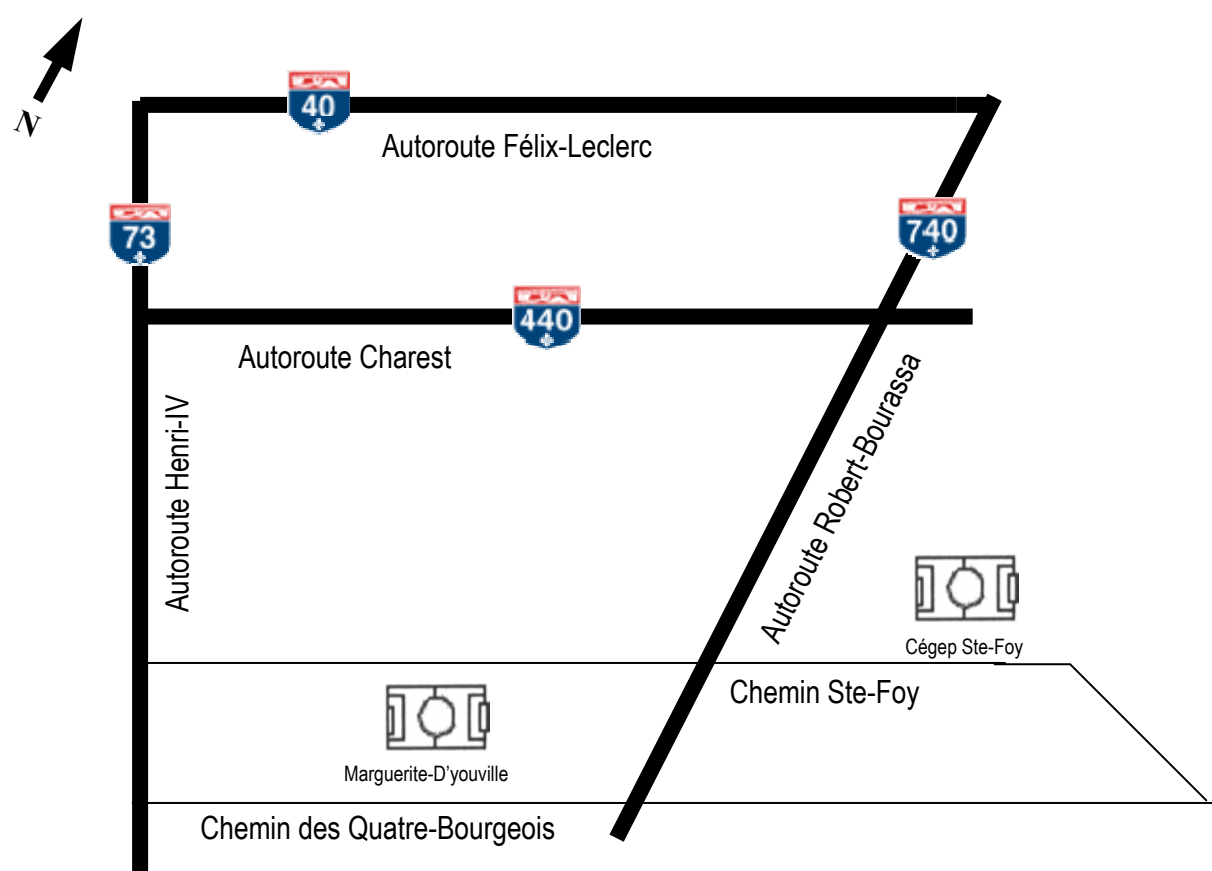 N
40
Autoroute Félix-Leclerc
73
740
440
Autoroute Charest
Autoroute Henri-IV
Autoroute Robert-Bourassa
Cégep Ste-Foy
Chemin Ste-Foy
Marguerite-D'youville
Chemin des Quatre-Bourgeois